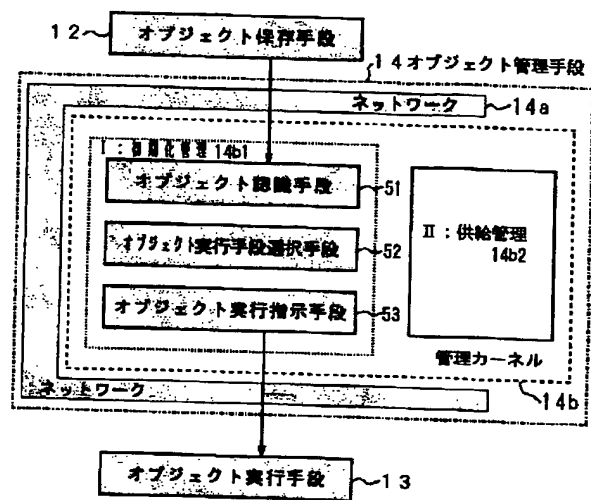 12
オブジェクト保存手段
14オブジェクト管理手段
ネットワーク
14a
I:初期化管理 14b1
オブジェクト認識手段
51
オブジェクト実行手段選択手段
52
オブジェクト実行指示手段
53
II:供給管理
14b2
管理カーネル
ネットワーク
14b
オブジェクト実行手段
13